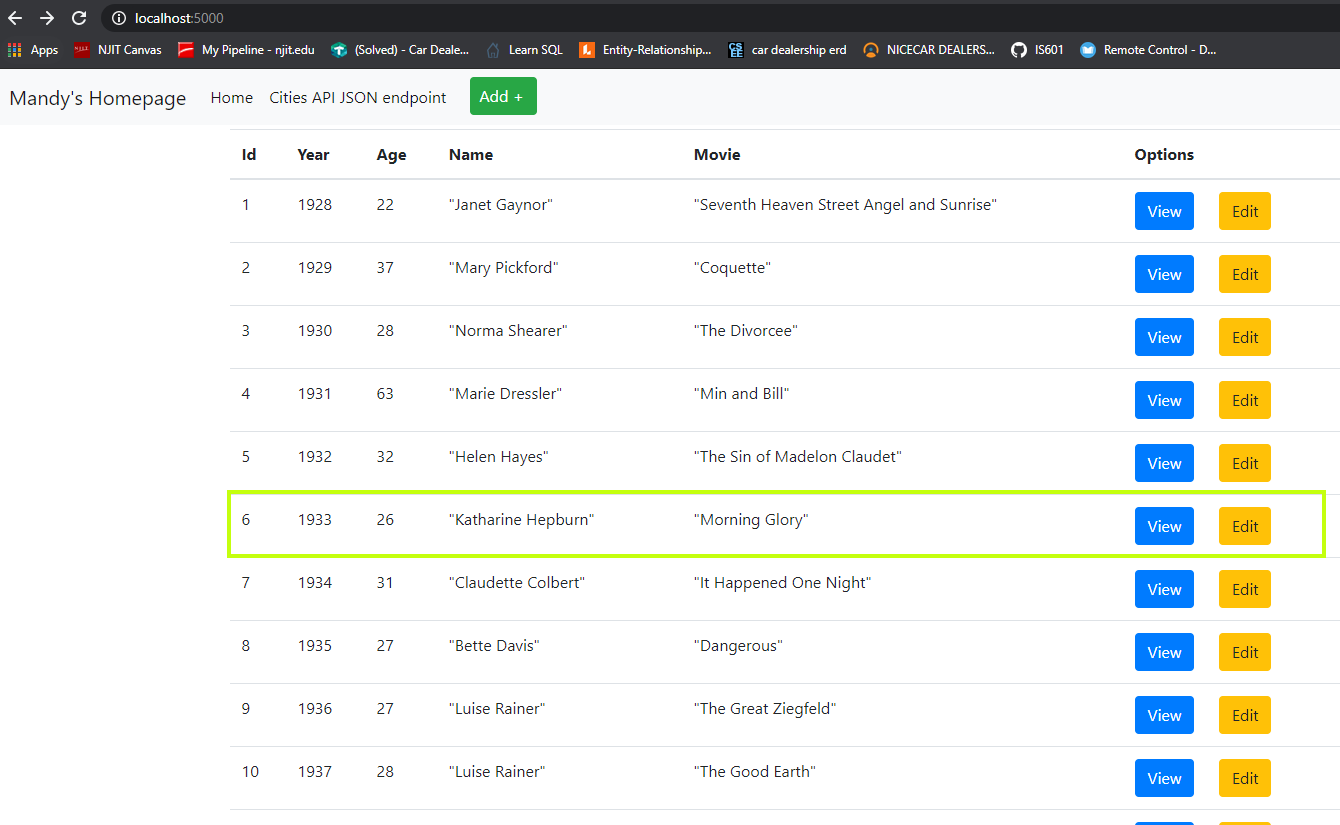 localhost:5000
Apps NJIT Canvas My Pipeline - njit.edu (Solved) - Car Deale... Learn SQL Entity-Relationship... car dealership erd NICECAR DEALERS... IS601 Remote Control - D...
Mandy's Homepage Home Cities API JSON endpoint Add +
Id Year Age Name Movie Options
1 1928 22 "Janet Gaynor" "Seventh Heaven Street Angel and Sunrise" View Edit
2 1929 37 "Mary Pickford" "Coquette" View Edit
3 1930 28 "Norma Shearer" "The Divorcee" View Edit
4 1931 63 "Marie Dressler" "Min and Bill" View Edit
5 1932 32 "Helen Hayes" "The Sin of Madelon Claudet" View Edit
6 1933 26 "Katharine Hepburn" "Morning Glory" View Edit
7 1934 31 "Claudette Colbert" "It Happened One Night" View Edit
8 1935 27 "Bette Davis" "Dangerous" View Edit
9 1936 27 "Luise Rainer" "The Great Ziegfeld" View Edit
10 1937 28 "Luise Rainer" "The Good Earth" View Edit